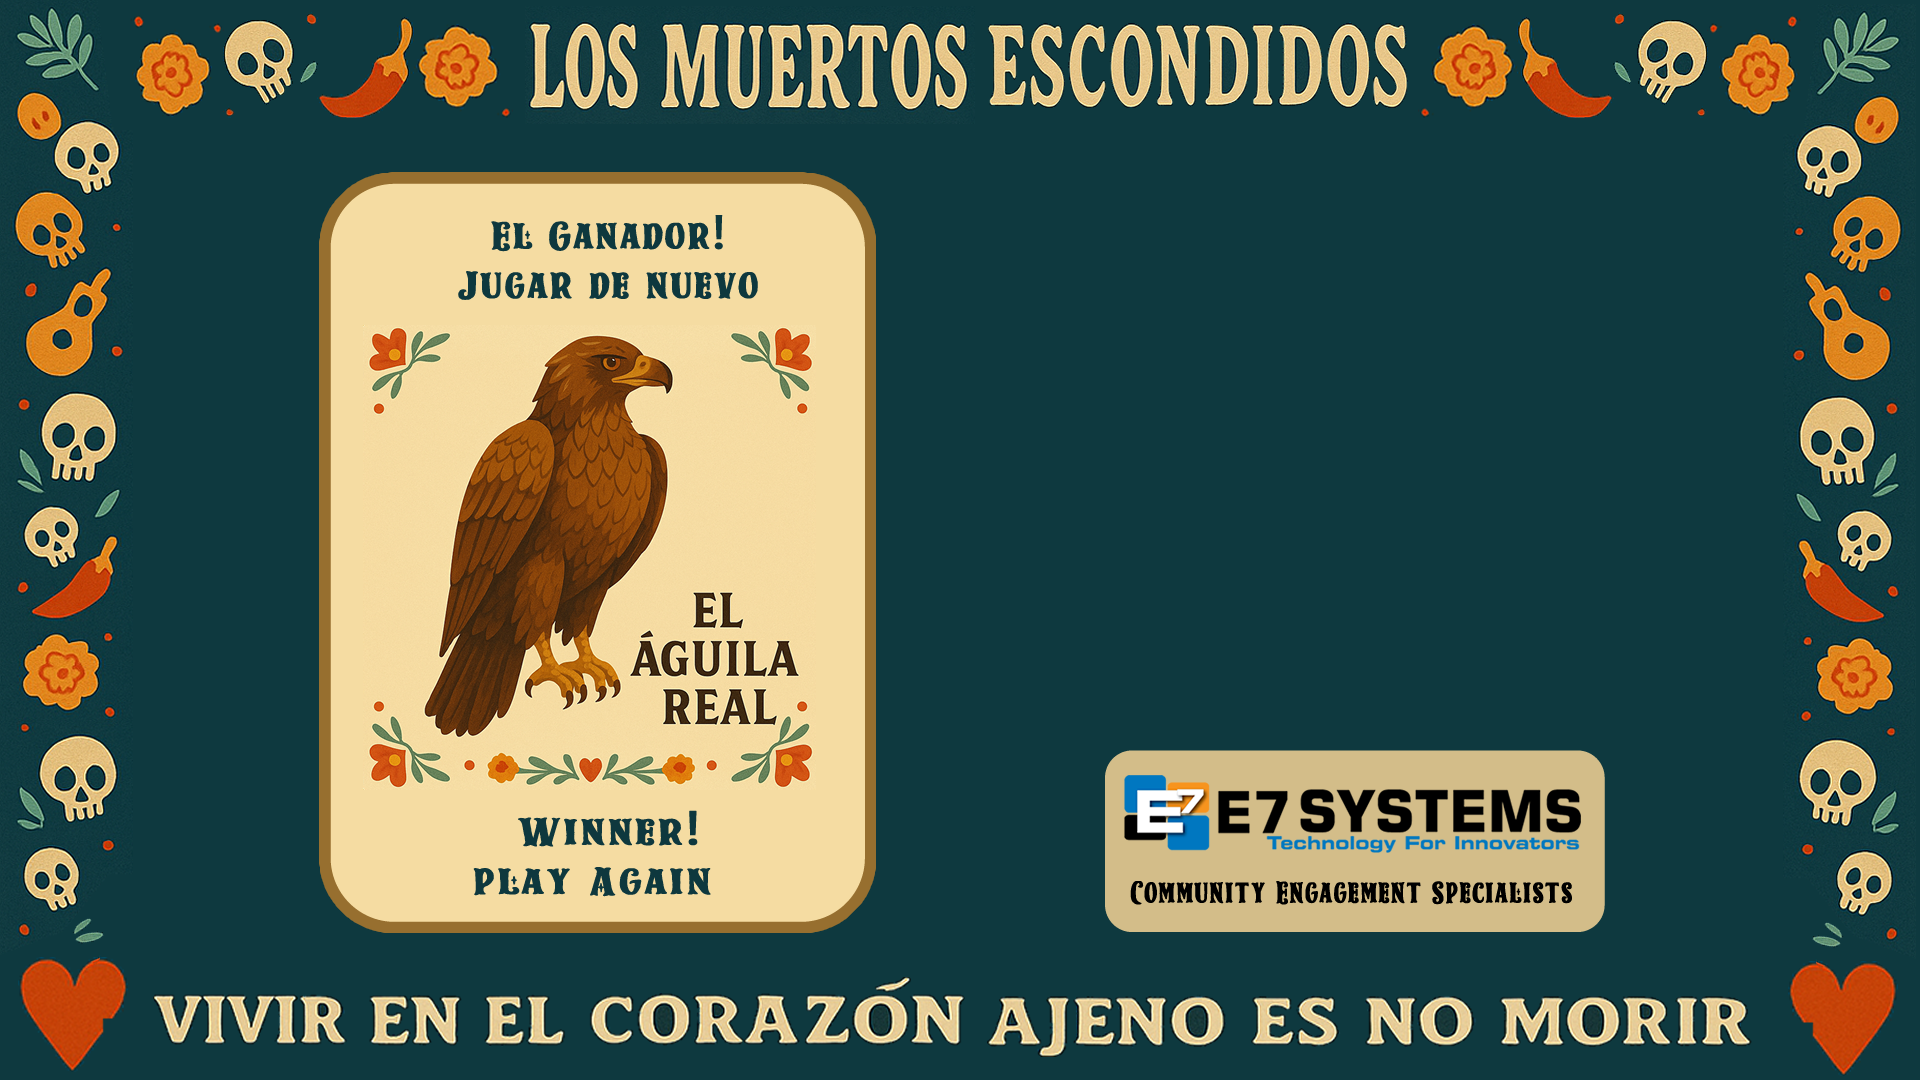 LOS MUERTOS ESCONDIDOS
El Ganador!
Jugar de nuevo
EL
ÁGUILA
REAL
Winner!
Play Again
E7 E7 SYSTEMS
Technology For Innovators
Community Engagement Specialists
VIVIR EN EL CORAZÓN AJENO ES NO MORIR